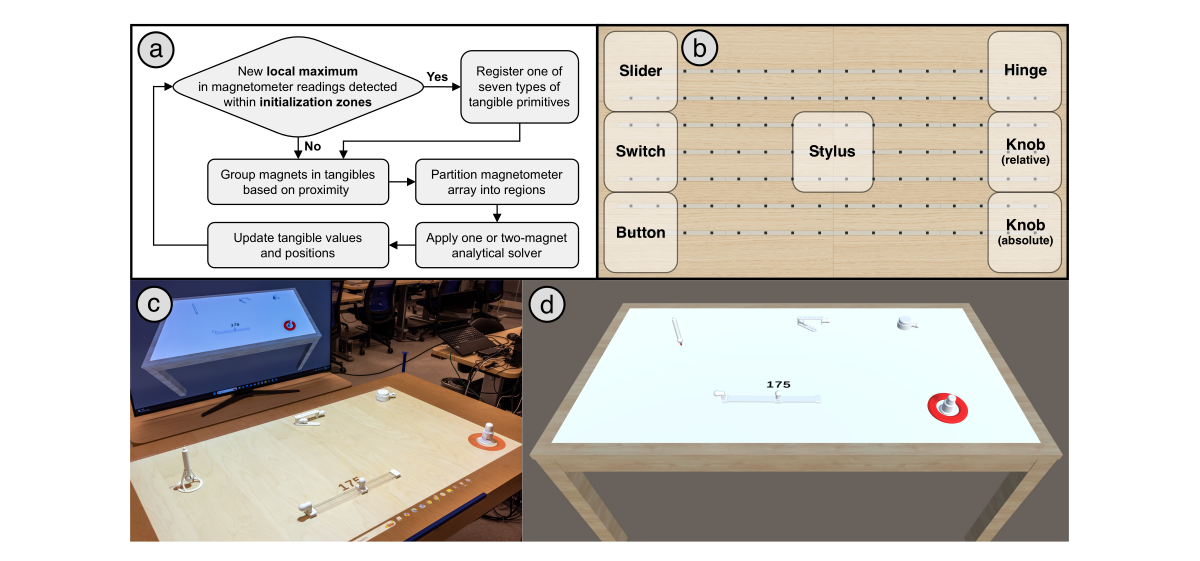 a
New local maximum
in magnetometer readings detected
within initialization zones
Yes
Register one of
seven types of
tangible primitives
No
Group magnets in tangibles
based on proximity
Partition magnetometer
array into regions
Update tangible values
and positions
Apply one or two-magnet
analytical solver
b
Slider
Hinge
Switch
Stylus
Knob
(relative)
Button
Knob
(absolute)
c
175
175
d
175